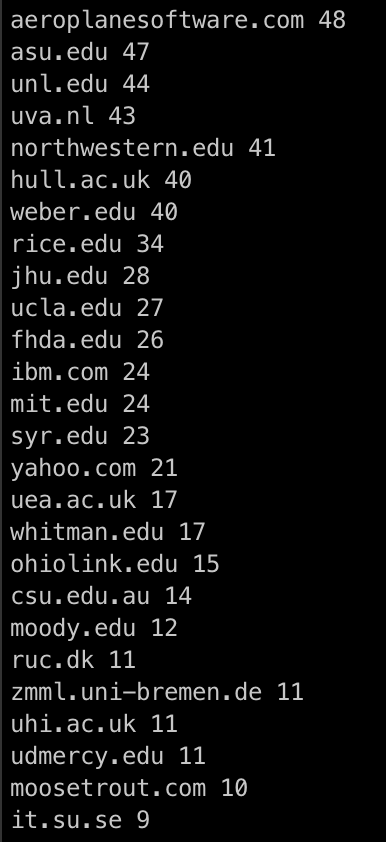 aeroplanesoftware.com 48
asu.edu 47
unl.edu 44
uva.nl 43
northwestern.edu 41
hull.ac.uk 40
weber.edu 40
rice.edu 34
jhu.edu 28
ucla.edu 27
fhda.edu 26
ibm.com 24
mit.edu 24
syr.edu 23
yahoo.com 21
uea.ac.uk 17
whitman.edu 17
ohiolink.edu 15
csu.edu.au 14
moody.edu 12
ruc.dk 11
zmml.uni-bremen.de 11
uhi.ac.uk 11
udmercy.edu 11
moosetrout.com 10
it.su.se 9